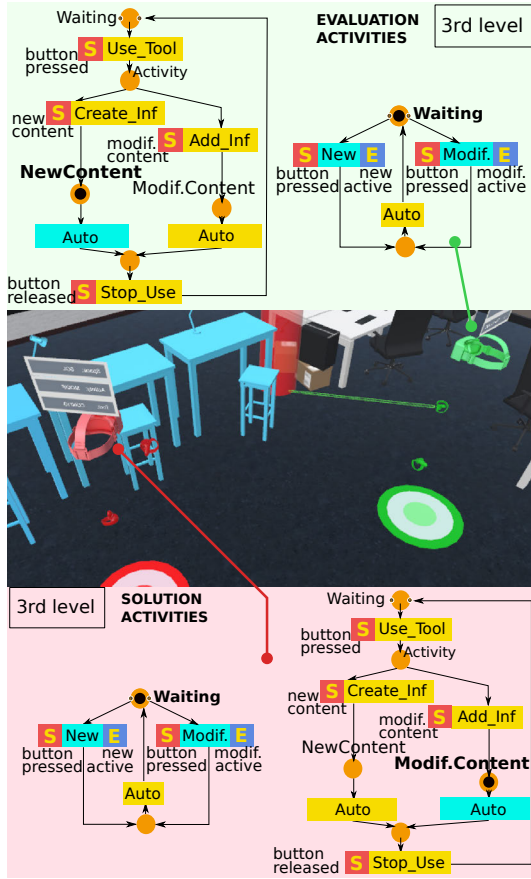 Waiting
EVALUATION
ACTIVITIES
3rd level
button
pressed
S Use_Tool
Activity
S Create_Inf
new
content
S Add_Inf
modif.
content
NewContent
Modif.Content
Auto
Auto
button
released
S Stop_Use
Waiting
S New E
S Modif. E
button
pressed
new
active
button
pressed
modif.
active
Auto
3rd level
SOLUTION
ACTIVITIES
Waiting
S New E
S Modif. E
button
pressed
new
active
button
pressed
modif.
active
Auto
Waiting
button
pressed
S Use_Tool
Activity
S Create_Inf
new
content
S Add_Inf
modif.
content
NewContent
Modif.Content
Auto
Auto
button
released
S Stop_Use